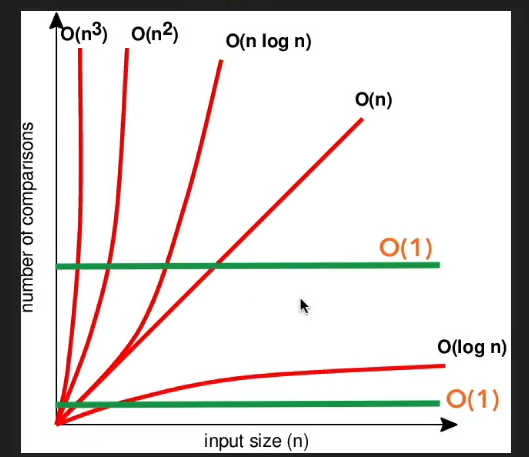 O(n³)
O(n²)
O(n log n)
O(n)
O(1)
O(log n)
O(1)
number of comparisons
input size (n)